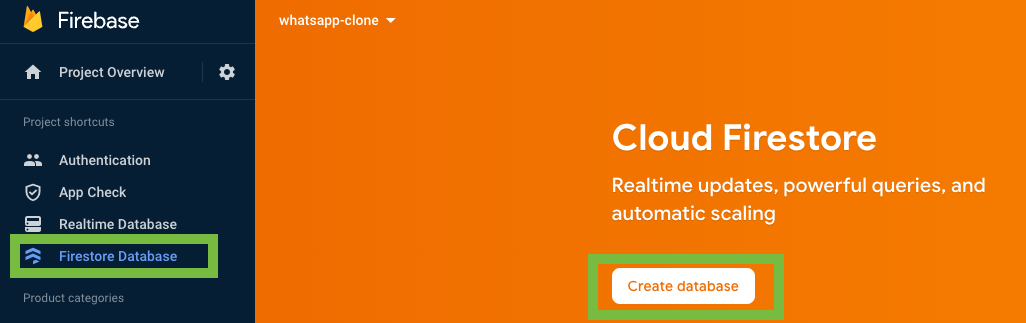 Firebase
Project Overview
Project shortcuts
Authentication
App Check
Realtime Database
Firestore Database
Product categories
whatsapp-clone
Cloud Firestore
Realtime updates, powerful queries, and
automatic scaling
Create database